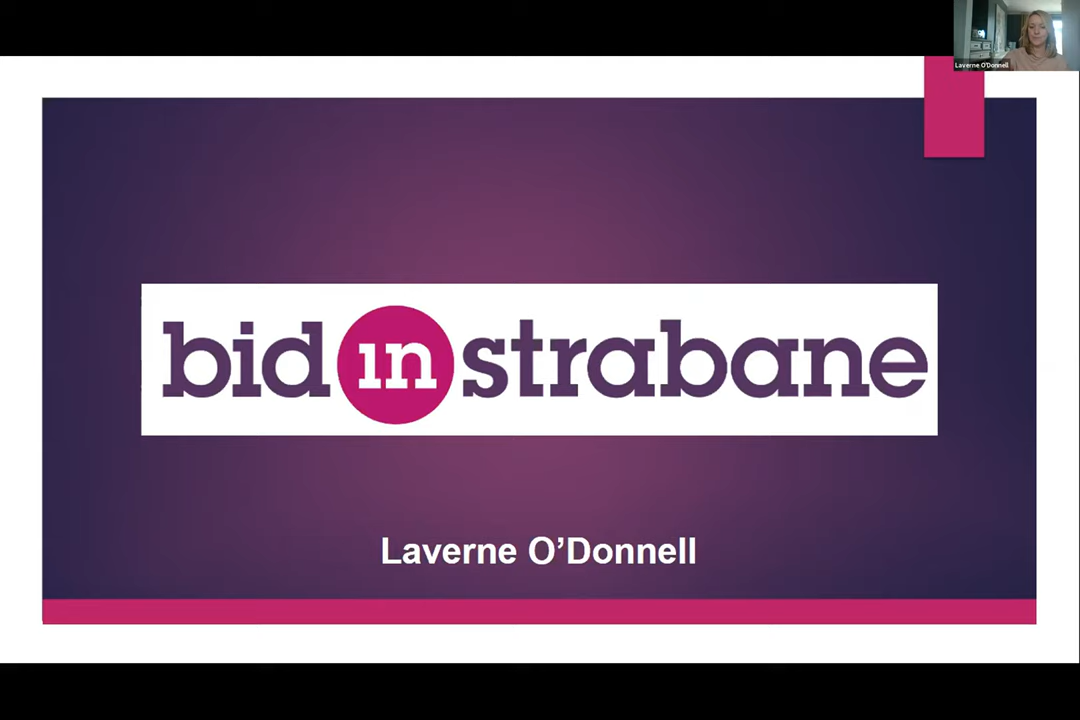 Laverne O'Donnell
bid in strabane
Laverne O’Donnell